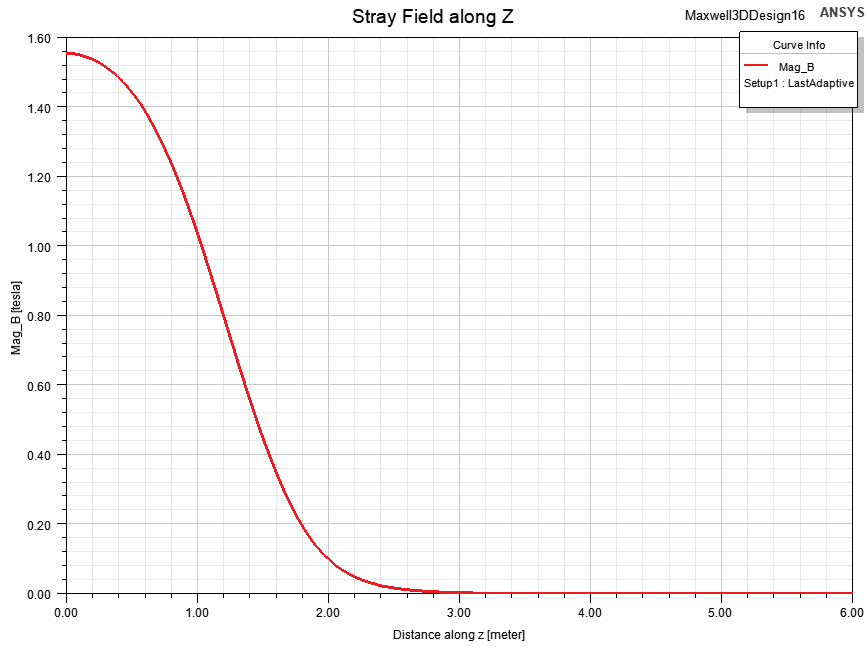 Stray Field along Z
Maxwell3DDesign16
ANSYS
Curve Info
Mag_B
Setup1 : LastAdaptive
1.60
1.40
1.20
1.00
0.80
0.60
0.40
0.20
0.00
Mag_B [tesla]
0.00 1.00 2.00 3.00 4.00 5.00 6.00
Distance along z [meter]